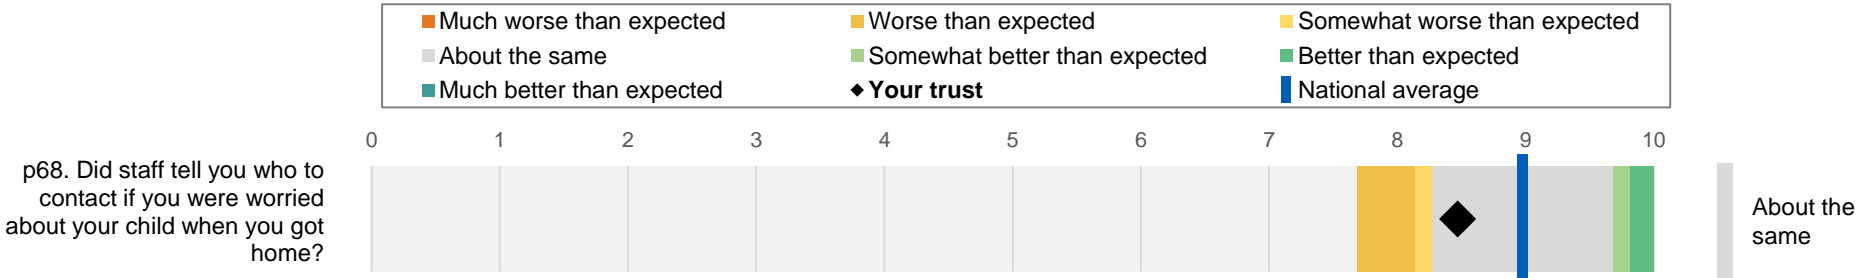 Much worse than expected
Worse than expected
Somewhat worse than expected
About the same
Somewhat better than expected
Better than expected
Much better than expected
Your trust
National average
0 1 2 3 4 5 6 7 8 9 10
p68. Did staff tell you who to
contact if you were worried
about your child when you got
home?
About the
same